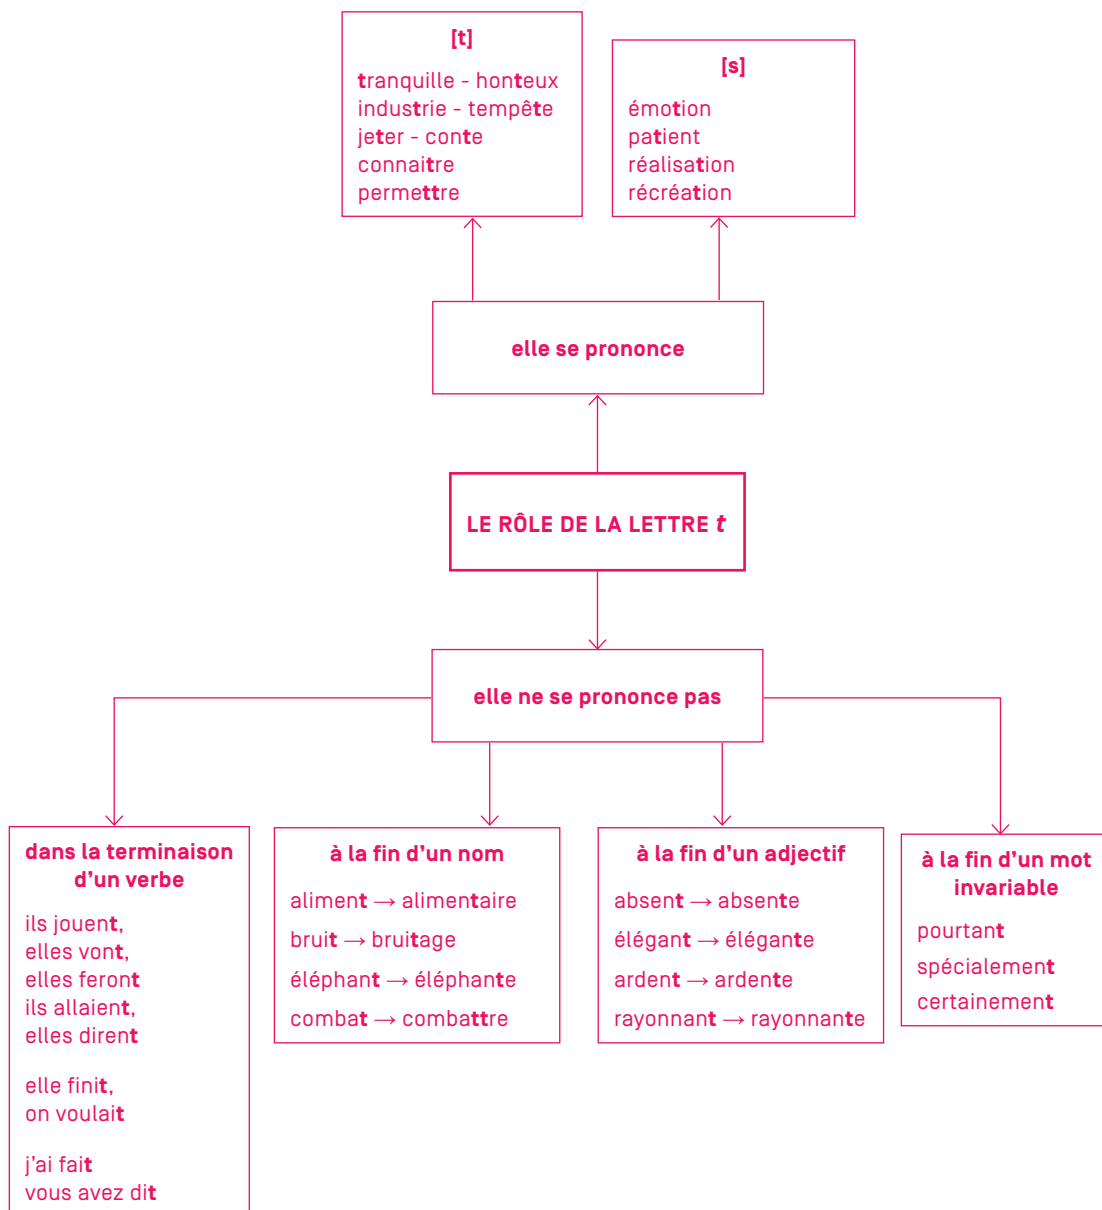 [t]
tranquille - honteux
industrie - tempête
jeter - conte
connaitre
permettre
[s]
émotion
patient
réalisation
récréation
elle se prononce
LE RÔLE DE LA LETTRE t
elle ne se prononce pas
dans la terminaison
d'un verbe
ils jouent,
elles vont,
elles feront
ils allaient,
elles dirent
elle finit,
on voulait
j'ai fait
vous avez dit
à la fin d'un nom
aliment → alimentaire
bruit → bruitage
éléphant → éléphante
combat → combattre
à la fin d'un adjectif
absent → absente
élégant → élégante
ardent → ardente
rayonnant → rayonnante
à la fin d'un mot
invariable
pourtant
spécialement
certainement